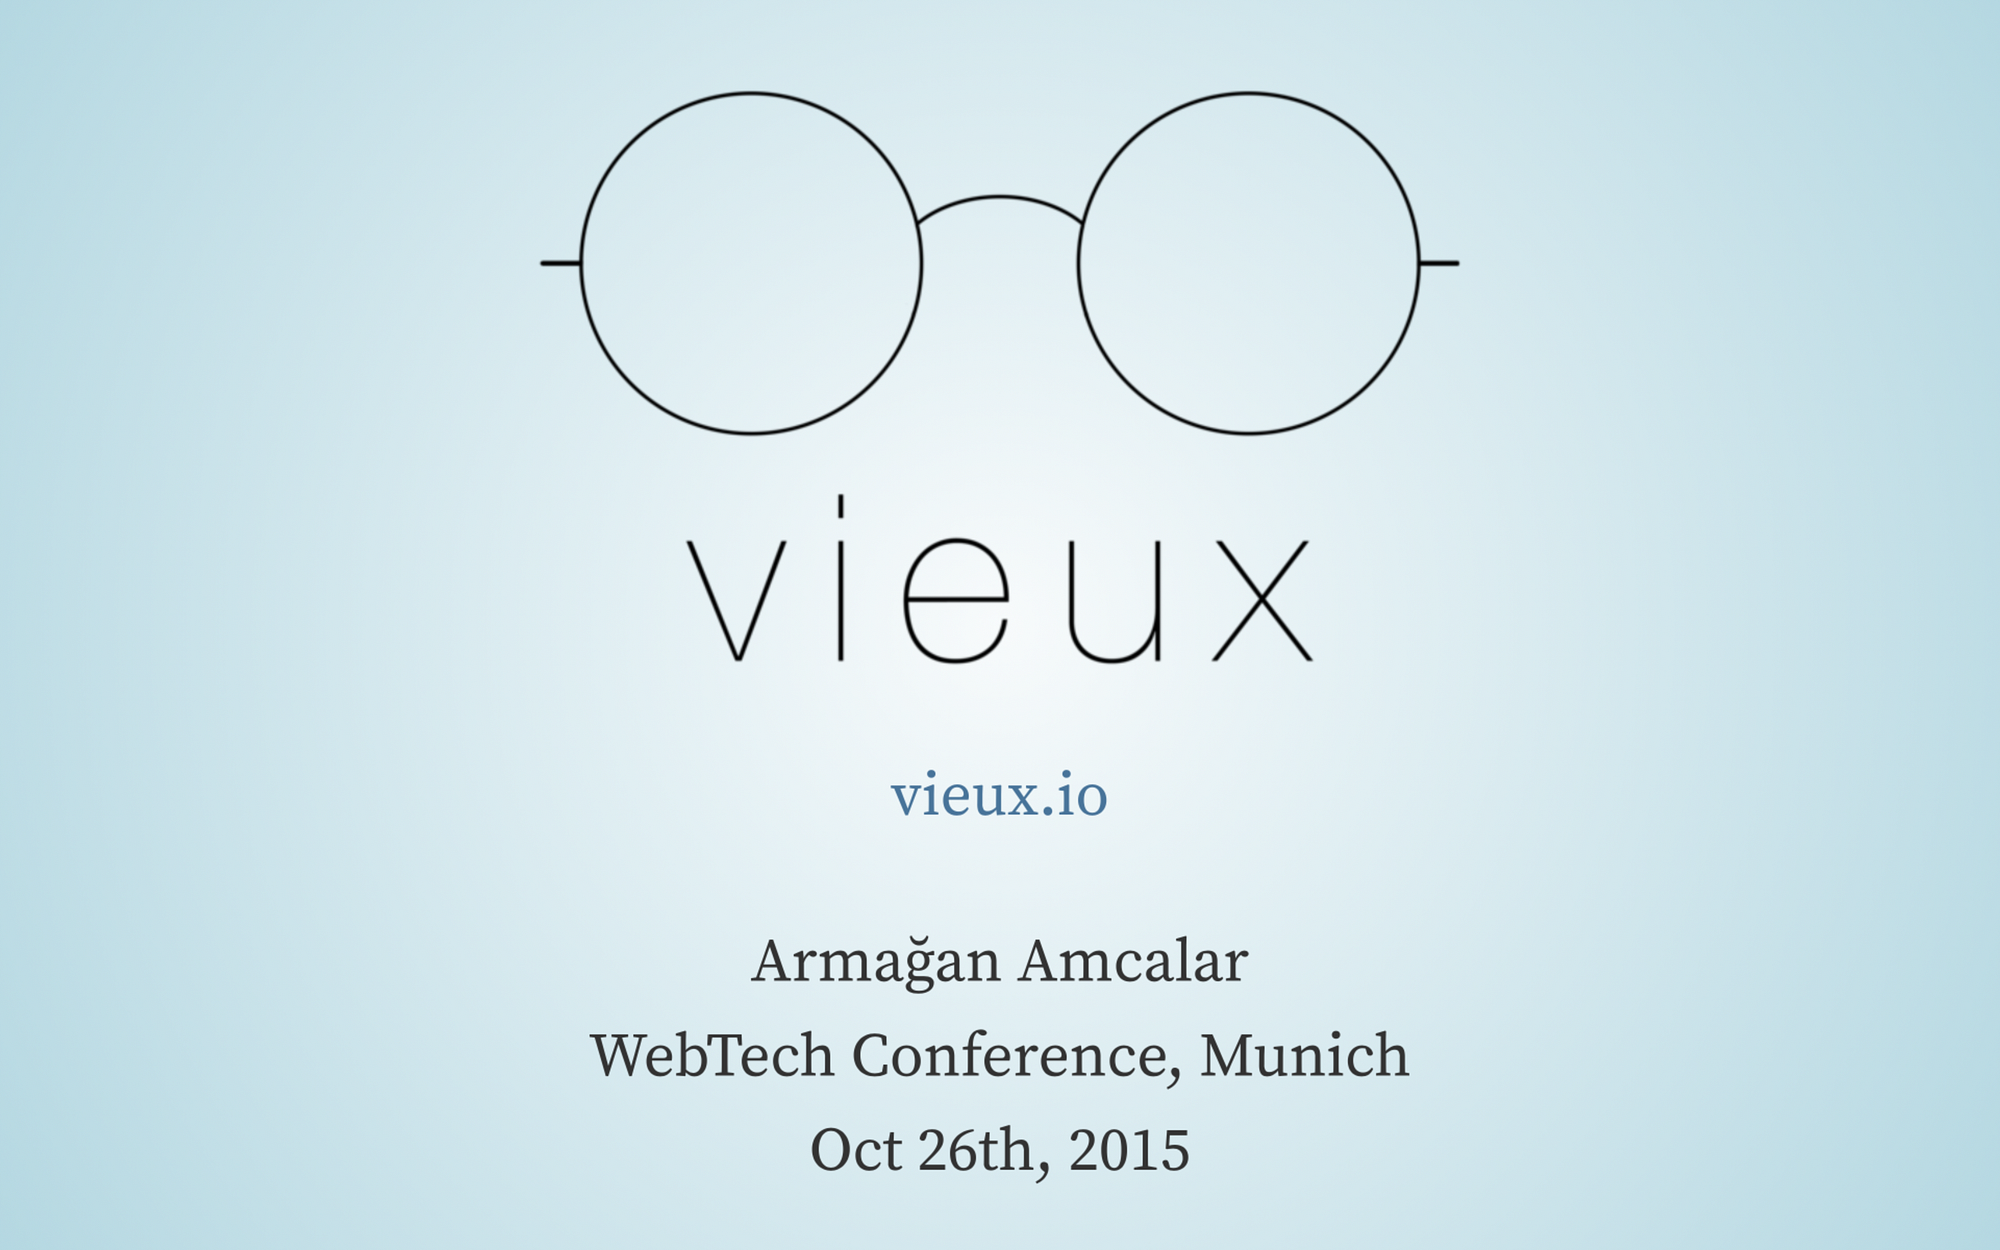 vieux
vieux.io
Armağan Amcalar
WebTech Conference, Munich
Oct 26th, 2015